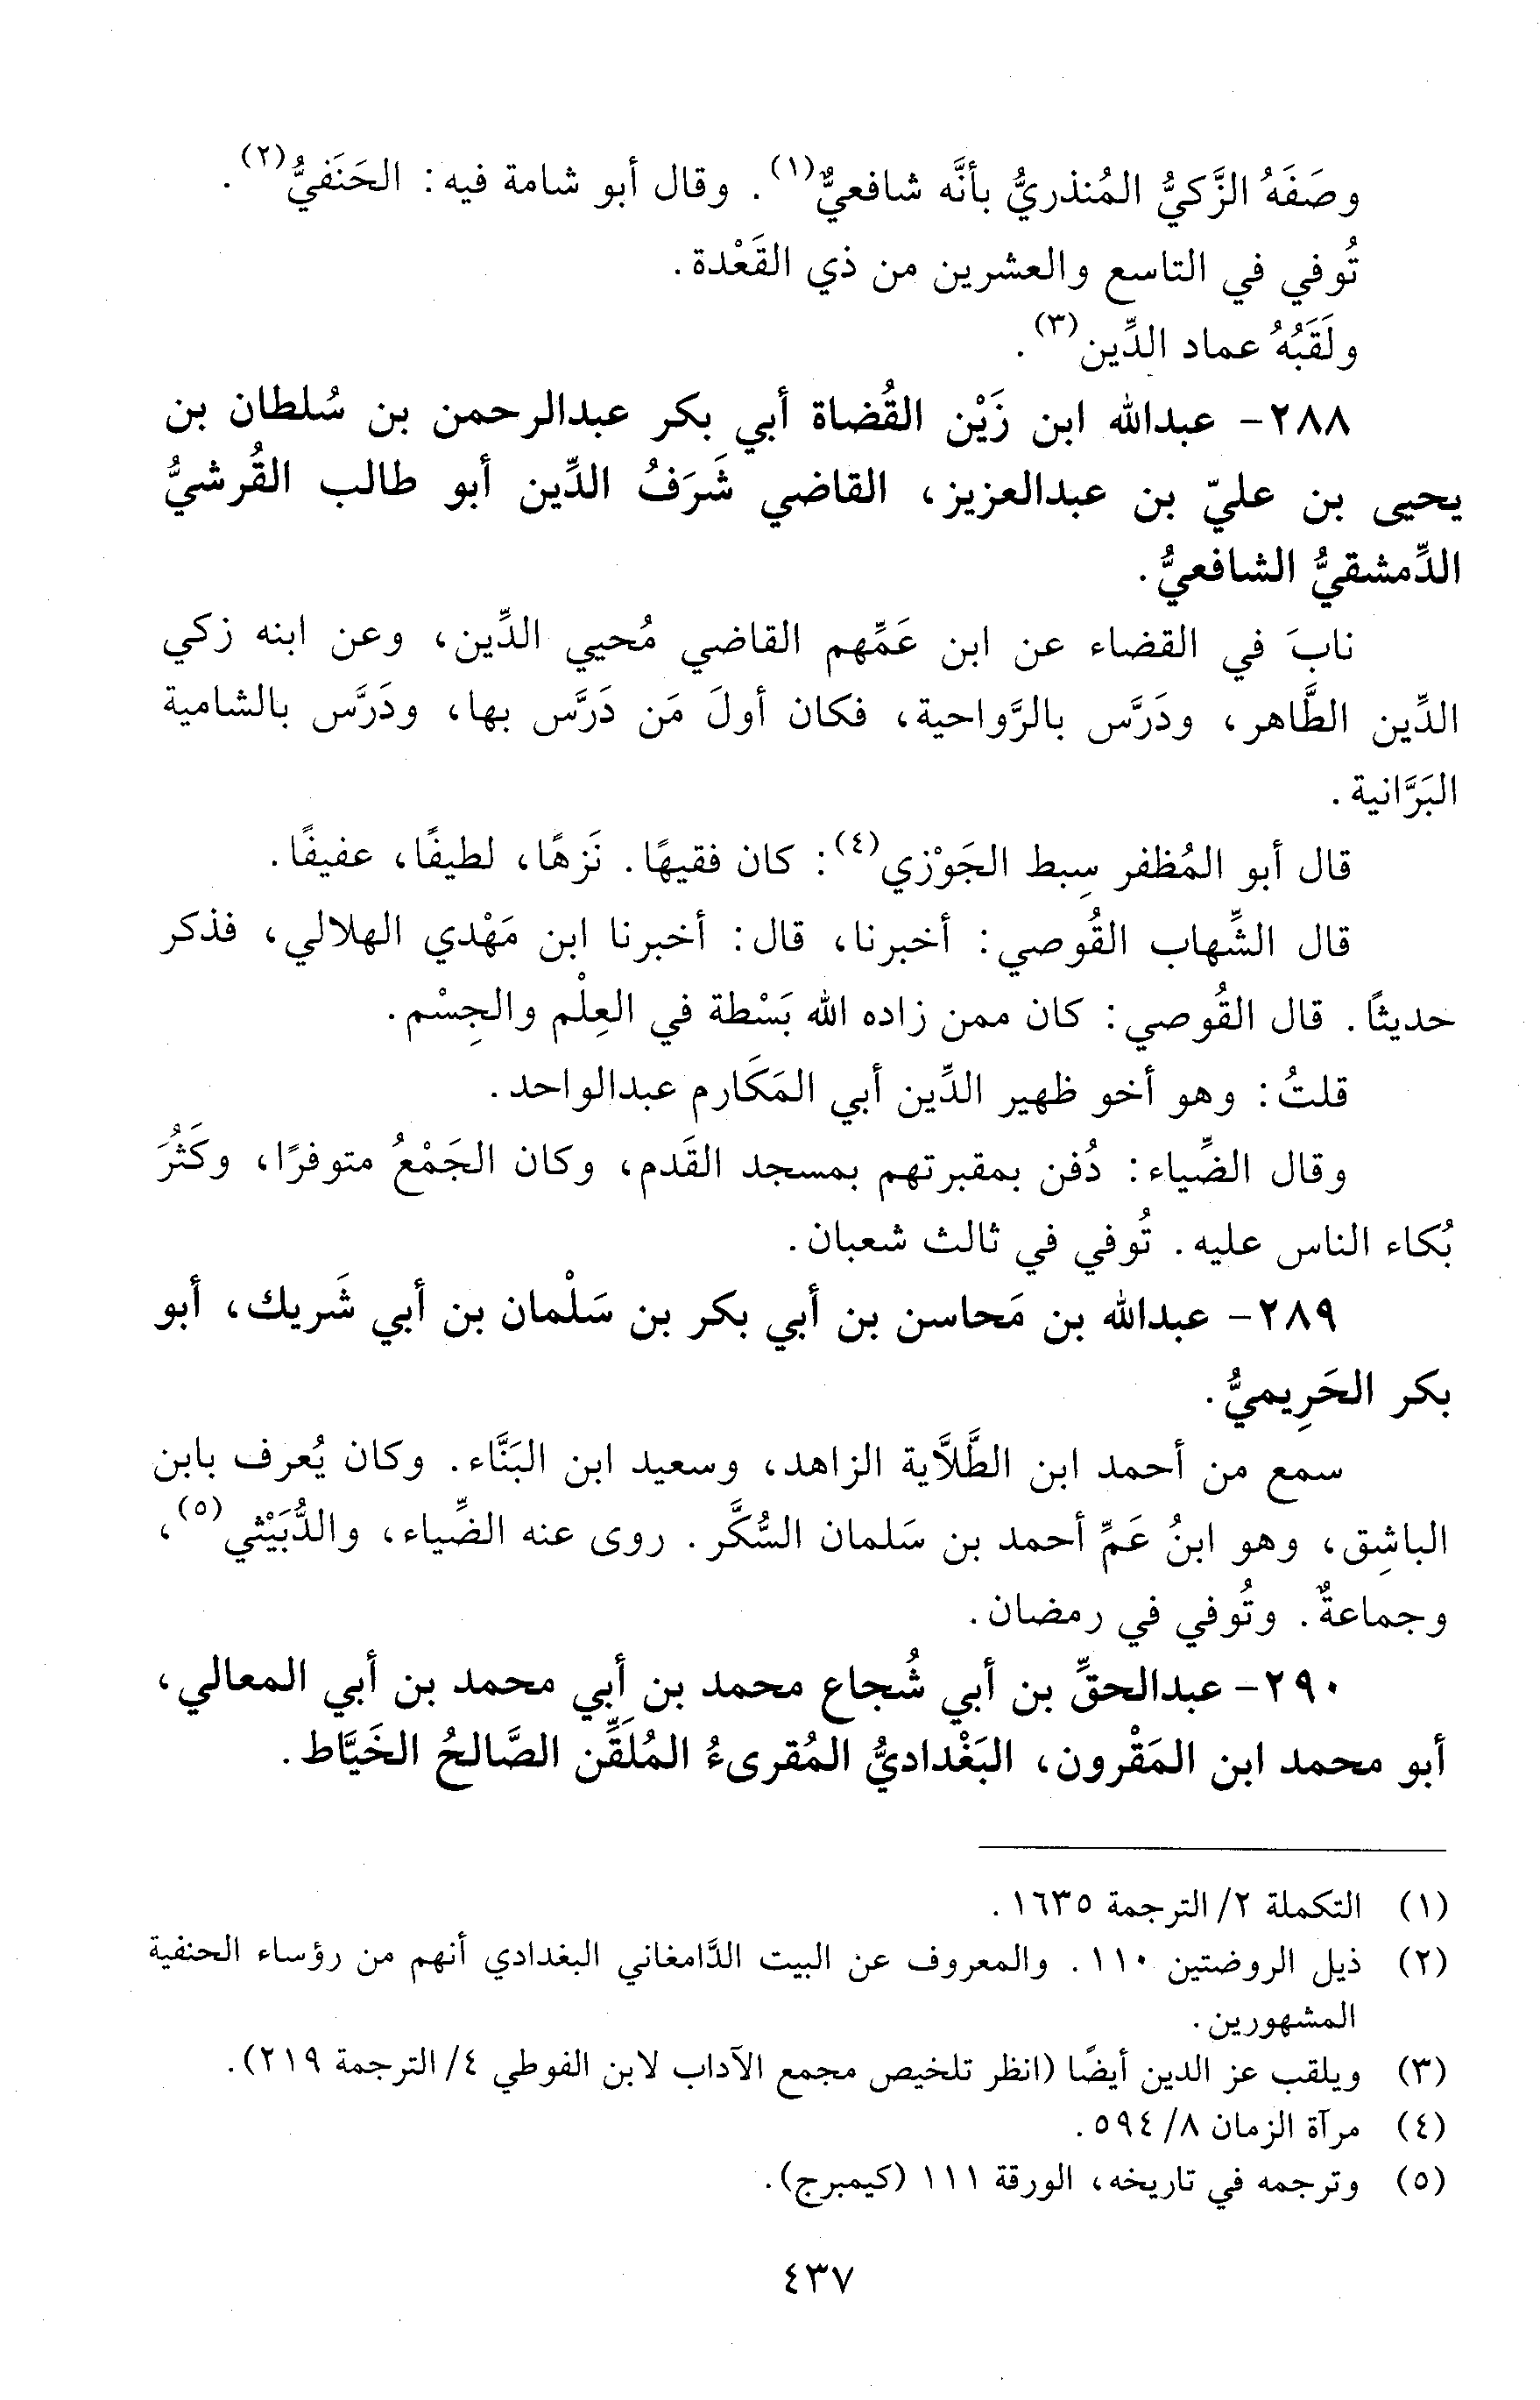 وصَفَهُ الزَّكيُّ المُنذريُّ بأنَّه شافعيٌّ(١). وقال أبو شامة فيه: الحَنَفيُّ(٢).
تُوفي في التاسع والعشرين من ذي القَعْدة.
ولَقَبُهُ عماد الدِّين(٣).
٢٨٨- عبدالله ابن زَيْن القُضاة أبي بكر عبدالرحمن بن سُلطان بن
يحيى بن عليّ بن عبدالعزيز، القاضي شَرَفُ الدِّين أبو طالب القُرشيُّ
الدِّمشقيُّ الشافعيُّ.
نابَ في القضاء عن ابن عَمِّهم القاضي مُحيي الدِّين، وعن ابنه زكي
الدِّين الطَّاهر، ودَرَّس بالرَّواحية، فكان أولَ مَن دَرَّس بها، ودَرَّس بالشامية
البَرَّانية.
قال أبو المُظفر سِبط الجَوْزي(٤): كان فقيهًا. نَزهًا، لطيفًا، عفيفًا.
قال الشِّهاب القُوصي: أخبرنا، قال: أخبرنا ابن مَهْدي الهلالي، فذكر
حديثًا. قال القُوصي: كان ممن زاده الله بَسْطة في العِلْم والجِسْم.
قلتُ: وهو أخو ظهير الدِّين أبي المَكَارم عبدالواحد.
وقال الضِّياء: دُفن بمقبرتهم بمسجد القَدم، وكان الجَمْعُ متوفرًا، وكَثُرَ
بُكاء الناس عليه. تُوفي في ثالث شعبان.
٢٨٩- عبدالله بن مَحاسن بن أبي بكر بن سَلْمان بن أبي شَريك، أبو
بكر الحَرِيميُّ.
سمع من أحمد ابن الطَّلَّاية الزاهد، وسعيد ابن البَنَّاء. وكان يُعرف بابن
الباشِق، وهو ابنُ عَمِّ أحمد بن سَلمان السُّكَّر. روى عنه الضِّياء، والدُّبَيْثي(٥)،
وجماعةٌ. وتُوفي في رمضان.
٢٩٠- عبدالحقِّ بن أبي شُجاع محمد بن أبي محمد بن أبي المعالي،
أبو محمد ابن المَقْرون، البَغْداديُّ المُقرىءُ المُلَقِّن الصَّالحُ الخَيَّاط.
(١) التكملة ٢/ الترجمة ١٦٣٥.
(٢) ذيل الروضتين ١١٠. والمعروف عن البيت الدَّامغاني البغدادي أنهم من رؤساء الحنفية
المشهورين.
(٣) ويلقب عز الدين أيضًا (انظر تلخيص مجمع الآداب لابن الفوطي ٤/ الترجمة ٢١٩).
(٤) مرآة الزمان ٨/ ٥٩٤.
(٥) وترجمه في تاريخه، الورقة ١١١ (كيمبرج).
٤٣٧